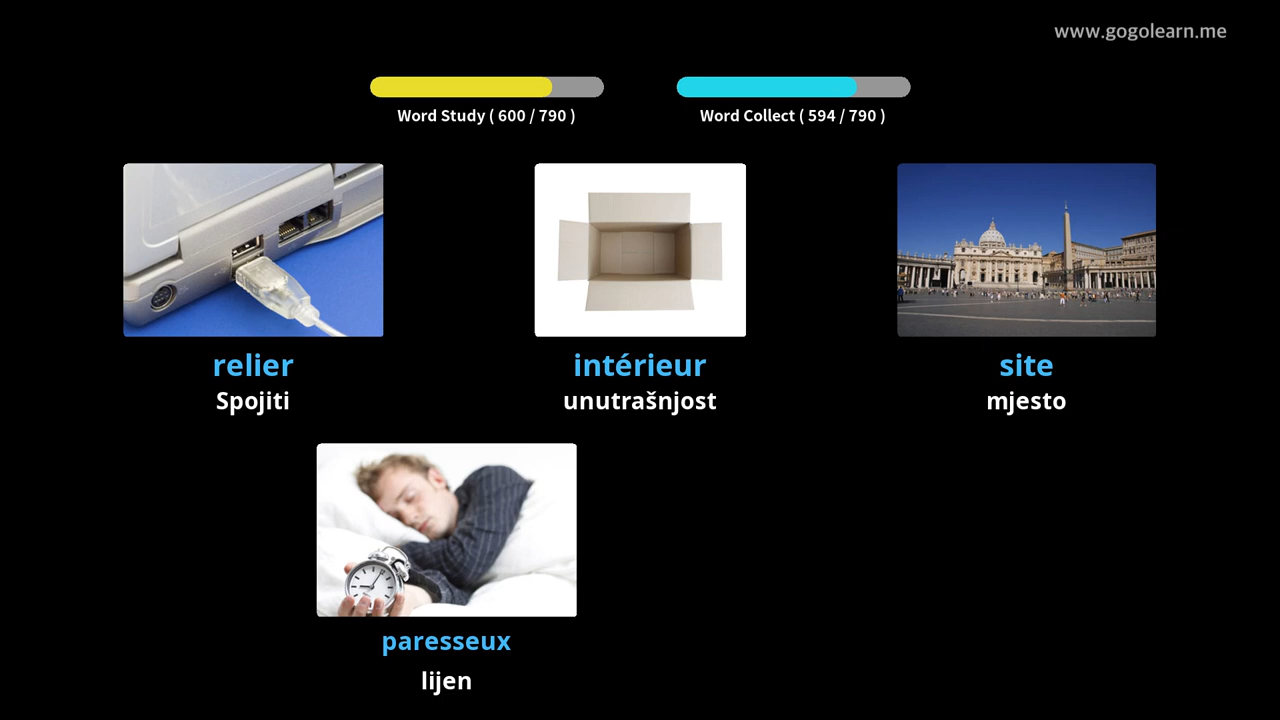 www.gogolearn.me
Word Study ( 600 / 790 )
Word Collect ( 594 / 790 )
relier
Spojiti
intérieur
unutrašnjost
site
mjesto
paresseux
lijen